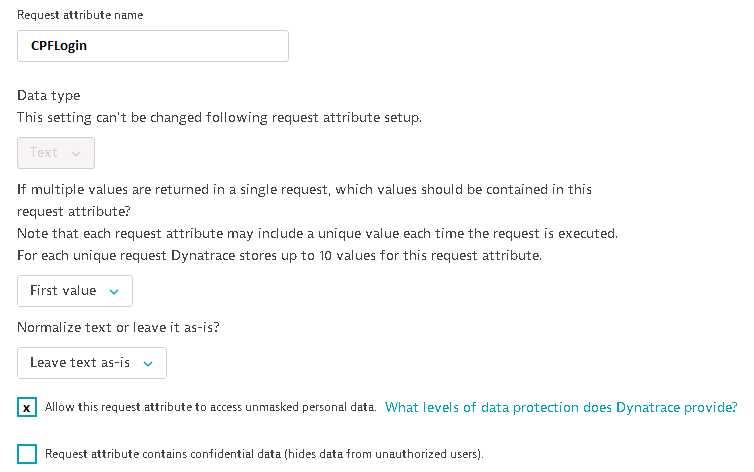 Request attribute name
CPFLogin
Data type
This setting can't be changed following request attribute setup.
Text
If multiple values are returned in a single request, which values should be contained in this
request attribute?
Note that each request attribute may include a unique value each time the request is executed.
For each unique request Dynatrace stores up to 10 values for this request attribute.
First value
Normalize text or leave it as-is?
Leave text as-is
x Allow this request attribute to access unmasked personal data. What levels of data protection does Dynatrace provide?
Request attribute contains confidential data (hides data from unauthorized users).